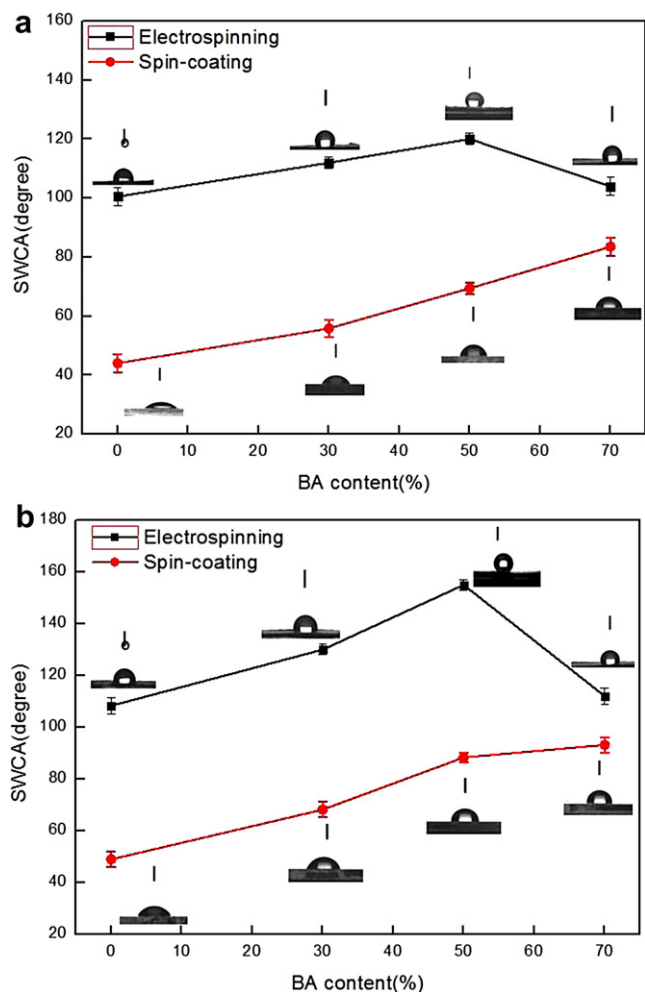 a
160
140
120
100
80
60
40
20
SWCA(degree)
Electrospinning
Spin-coating
0 10 20 30 40 50 60 70
BA content(%)
b
180
160
140
120
100
80
60
40
20
SWCA(degree)
Electrospinning
Spin-coating
0 10 20 30 40 50 60 70
BA content(%)